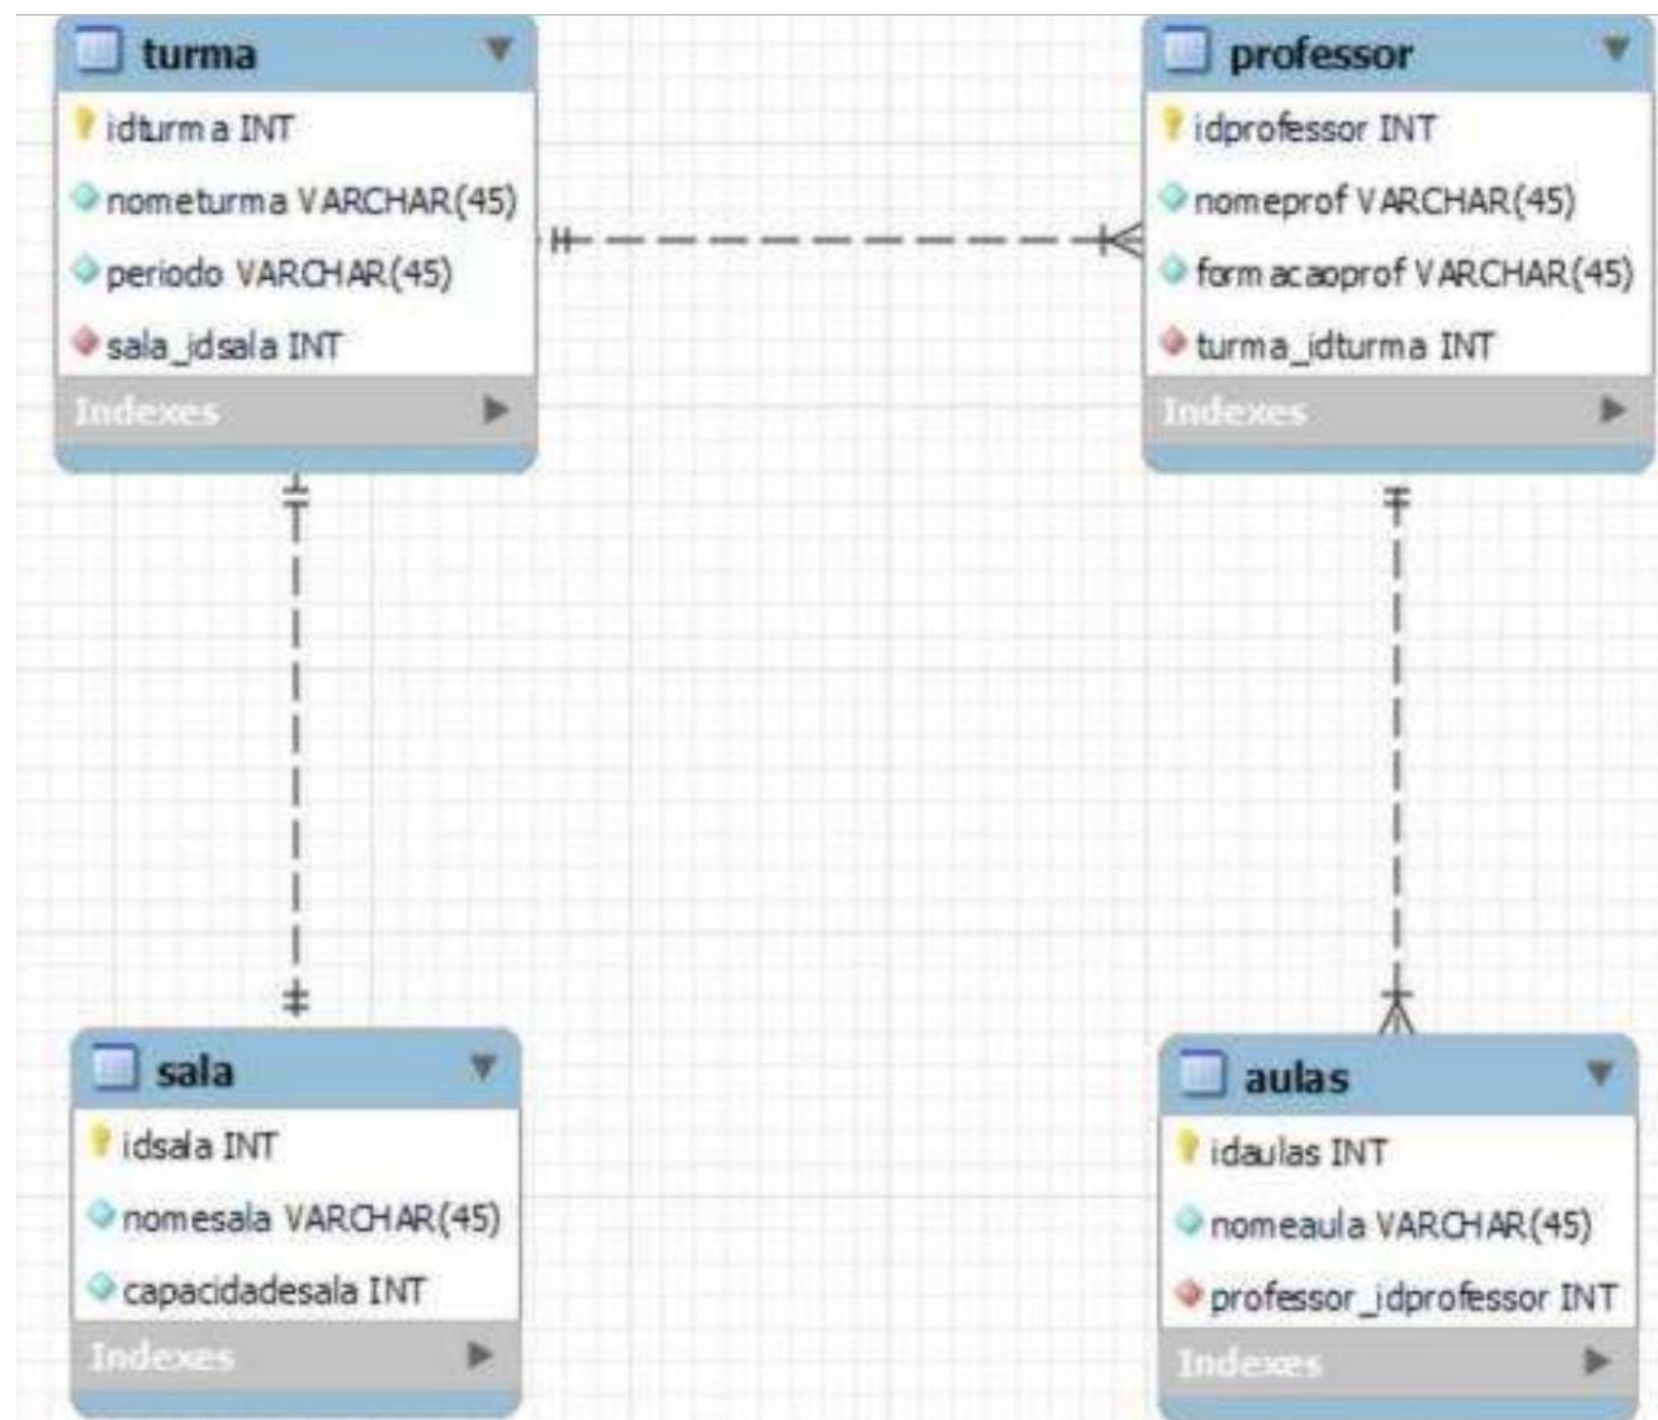 turma
idturma INT
nometurma VARCHAR(45)
periodo VARCHAR(45)
sala_idsala INT
Indexes
professor
idprofessor INT
nomeprof VARCHAR(45)
formacaoprof VARCHAR(45)
turma_idturma INT
Indexes
sala
idsala INT
nomesala VARCHAR(45)
capacidadesala INT
Indexes
aulas
idaulas INT
nomeaula VARCHAR(45)
professor_idprofessor INT
Indexes